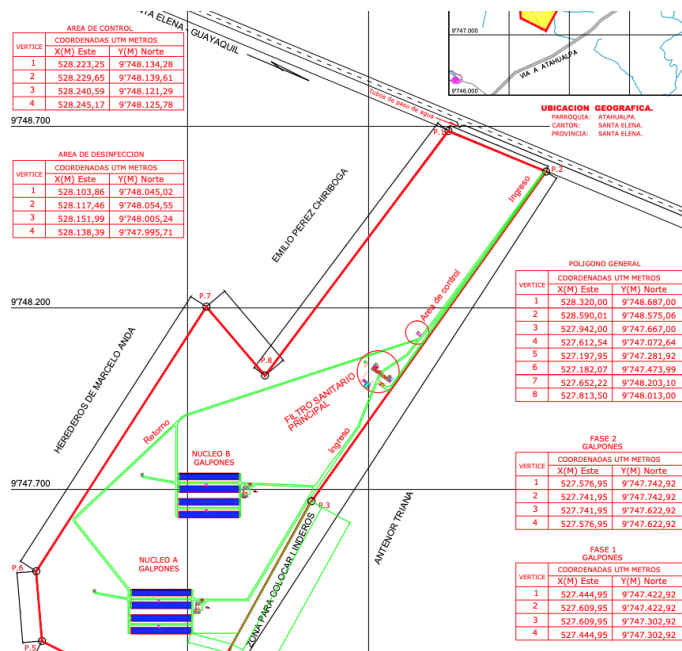 AREA DE CONTROL
VERTICE COORDENADAS UTM METROS
X(M) Este Y(M) Norte
1 528.223,25 9'748.134,28
2 528.229,65 9'748.139,61
3 528.240,59 9'748.121,29
4 528.245,17 9'748.125,78
ELENA - GUAYAQUIL
9'747.000
9'746.000
VIA A ATAHUALPA
UBICACION GEOGRAFICA.
PARROQUIA: ATAHUALPA.
CANTON: SANTA ELENA.
PROVINCIA: SANTA ELENA.
9'748.700
Tubos de paso de agua
P.1
P.2
Ingreso
AREA DE DESINFECCION
VERTICE COORDENADAS UTM METROS
X(M) Este Y(M) Norte
1 528.103,86 9'748.045,02
2 528.117,46 9'748.054,55
3 528.151,99 9'748.005,24
4 528.138,39 9'747.995,71
EMILIO PEREZ CHIRIBOGA
9'748.200
P.7
P.8
Area de control
HEREDEROS DE MARCELO ANDA
FILTRO SANITARIO
PRINCIPAL
Retorno
Ingreso
POLIGONO GENERAL
VERTICE COORDENADAS UTM METROS
X(M) Este Y(M) Norte
1 528.320,00 9'748.687,00
2 528.590,01 9'748.575,06
3 527.942,00 9'747.667,00
4 527.612,54 9'747.072,64
5 527.197,95 9'747.281,92
6 527.182,07 9'747.473,99
7 527.652,22 9'748.203,10
8 527.813,50 9'748.013,00
NUCLEO B
GALPONES
9'747.700
P.3
ANTENOR TRIANA
ZONA PARA COLOCAR LINDEROS
FASE 2
GALPONES
VERTICE COORDENADAS UTM METROS
X(M) Este Y(M) Norte
1 527.576,95 9'747.742,92
2 527.741,95 9'747.742,92
3 527.741,95 9'747.622,92
4 527.576,95 9'747.622,92
P.6
NUCLEO A
GALPONES
P.5
FASE 1
GALPONES
VERTICE COORDENADAS UTM METROS
X(M) Este Y(M) Norte
1 527.444,95 9'747.422,92
2 527.609,95 9'747.422,92
3 527.609,95 9'747.302,92
4 527.444,95 9'747.302,92